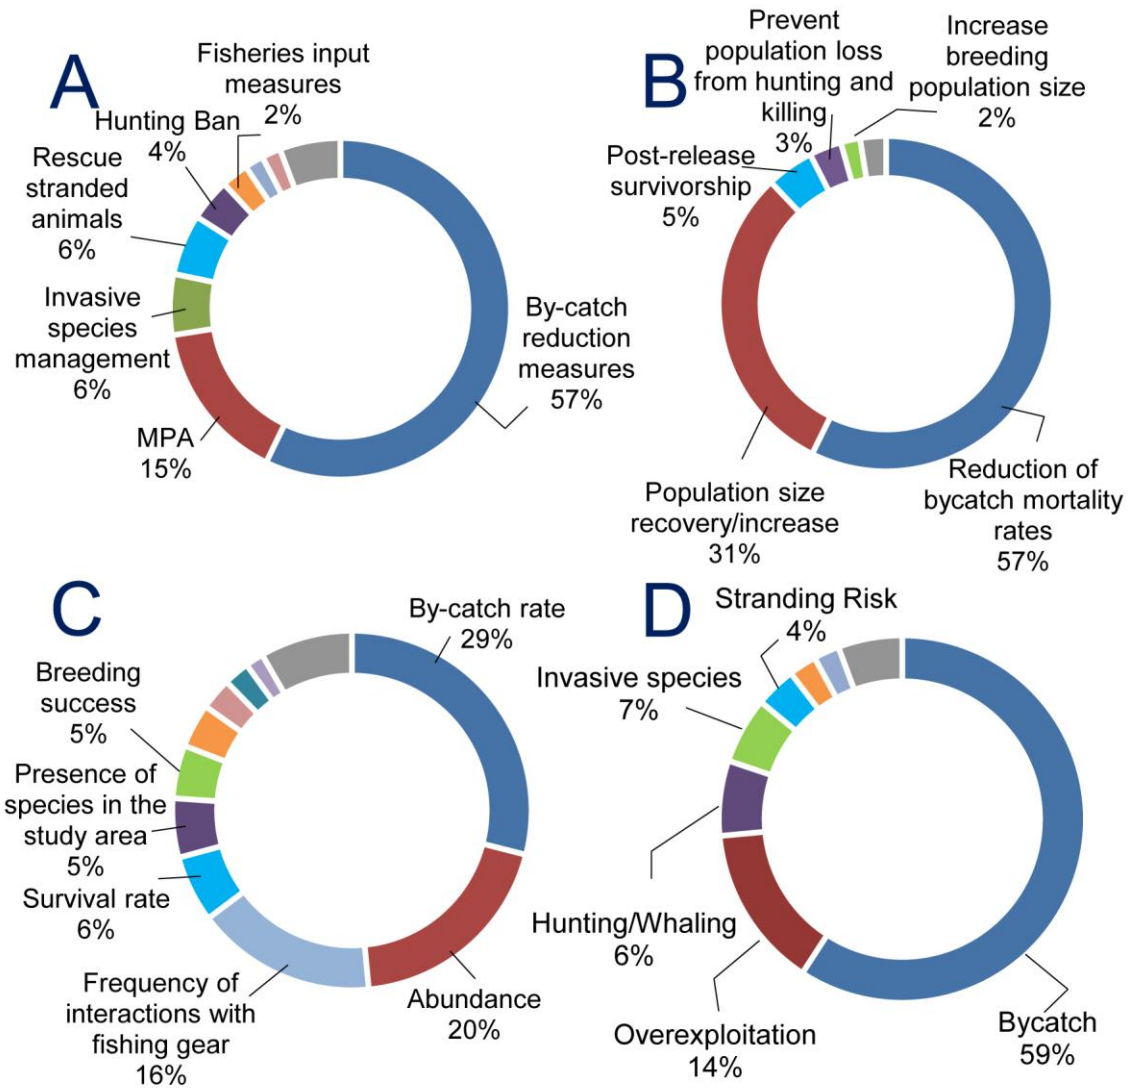 A
Fisheries input
measures
2%
Hunting Ban
4%
Rescue
stranded
animals
6%
Invasive
species
management
6%
MPA
15%
By-catch
reduction
measures
57%
B
Prevent
population loss
from hunting and
killing
3%
Increase
breeding
population size
2%
Post-release
survivorship
5%
Population size
recovery/increase
31%
Reduction of
bycatch mortality
rates
57%
C
By-catch rate
29%
Breeding
success
5%
Presence of
species in the
study area
5%
Survival rate
6%
Frequency of
interactions with
fishing gear
16%
Abundance
20%
D
Stranding Risk
4%
Invasive species
7%
Hunting/Whaling
6%
Overexploitation
14%
Bycatch
59%